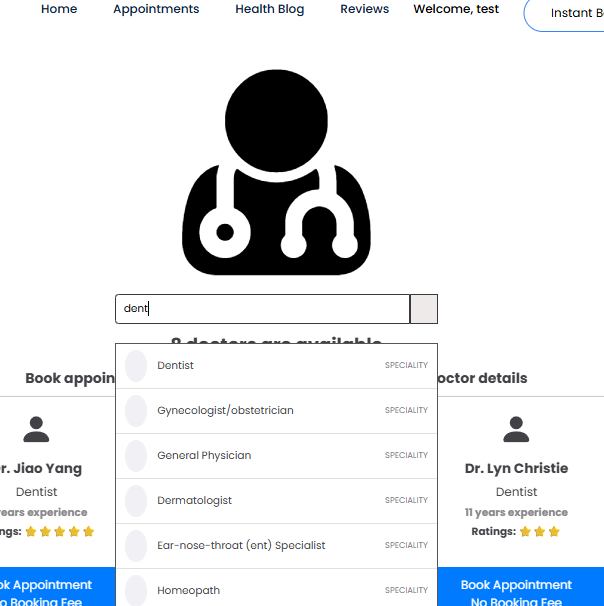 Home Appointments Health Blog Reviews Welcome, test Instant B
dent
8 doctors are available
Book appoin
octor details
Dentist SPECIALITY
Gynecologist/obstetrician SPECIALITY
General Physician SPECIALITY
Dermatologist SPECIALITY
Ear-nose-throat (ent) Specialist SPECIALITY
Homeopath SPECIALITY
r. Jiao Yang
Dentist
ears experience
ngs:
ok Appointment
o Booking Fee
Dr. Lyn Christie
Dentist
11 years experience
Ratings:
Book Appointment
No Booking Fee